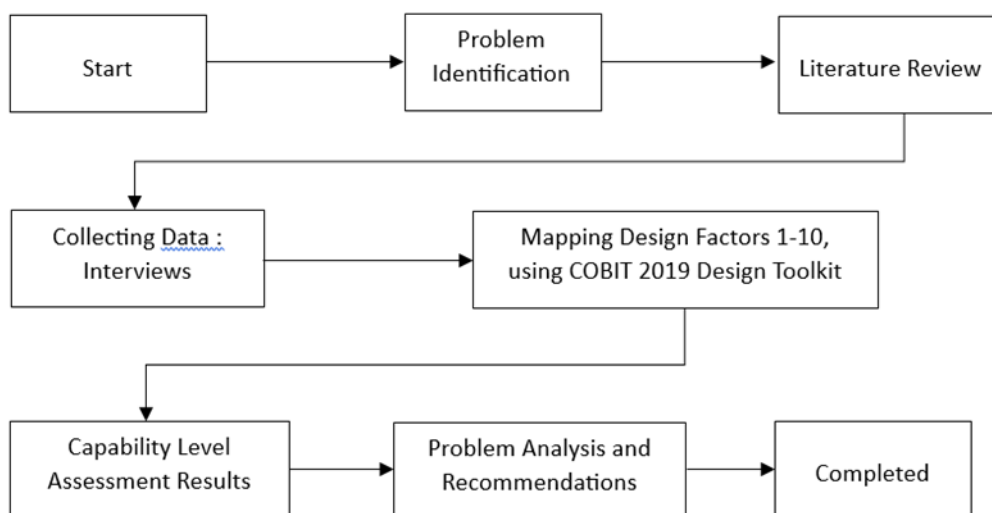 Start
Problem
Identification
Literature Review
Collecting Data :
Interviews
Mapping Design Factors 1-10,
using COBIT 2019 Design Toolkit
Capability Level
Assessment Results
Problem Analysis and
Recommendations
Completed